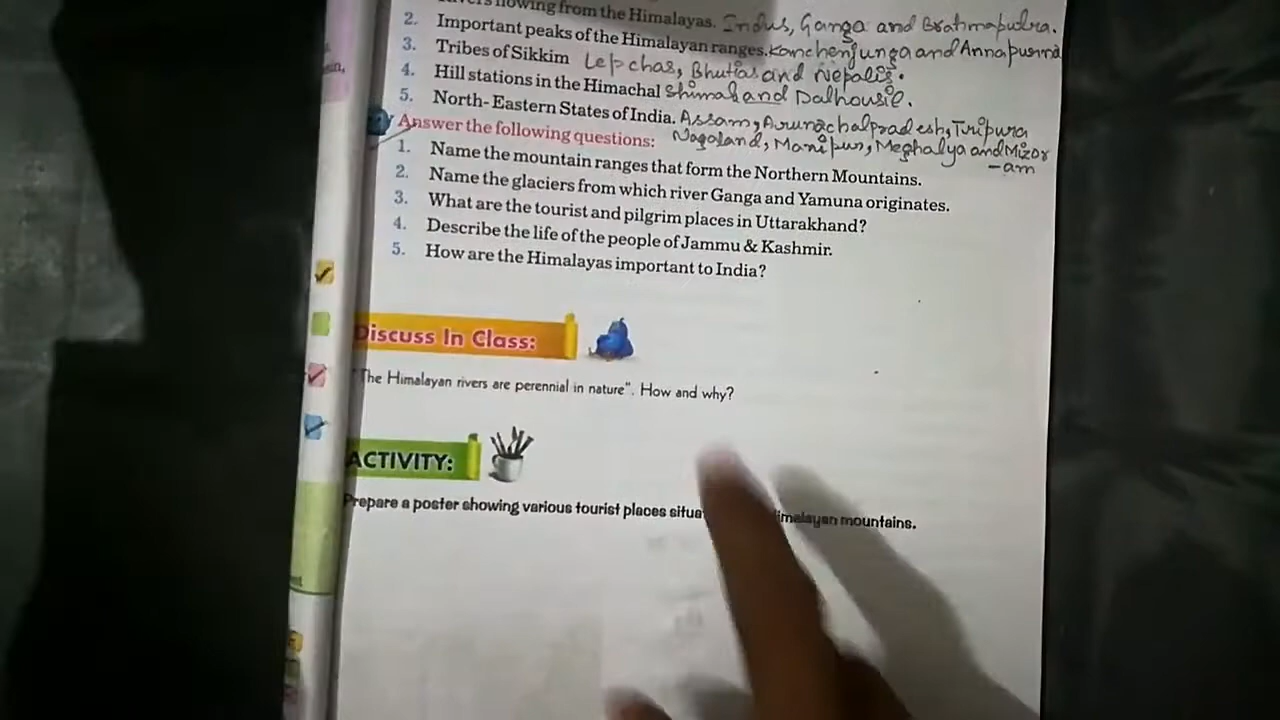 flowing from the Himalayas. Indus, Ganga and Brahmaputra.
2. Important peaks of the Himalayan ranges. Kanchenjunga and Annapurna
3. Tribes of Sikkim Lepchas, Bhutias and Nepalis.
4. Hill stations in the Himachal Shimah and Dalhousie.
5. North-Eastern States of India. Assam, Arunachalpradesh, Tripura
Nagaland, Manipur, Meghalya and Mizor
-am
Answer the following questions:
1. Name the mountain ranges that form the Northern Mountains.
2. Name the glaciers from which river Ganga and Yamuna originates.
3. What are the tourist and pilgrim places in Uttarakhand?
4. Describe the life of the people of Jammu & Kashmir.
5. How are the Himalayas important to India?
Discuss In Class:
"The Himalayan rivers are perennial in nature". How and why?
ACTIVITY:
Prepare a poster showing various tourist places mountains.